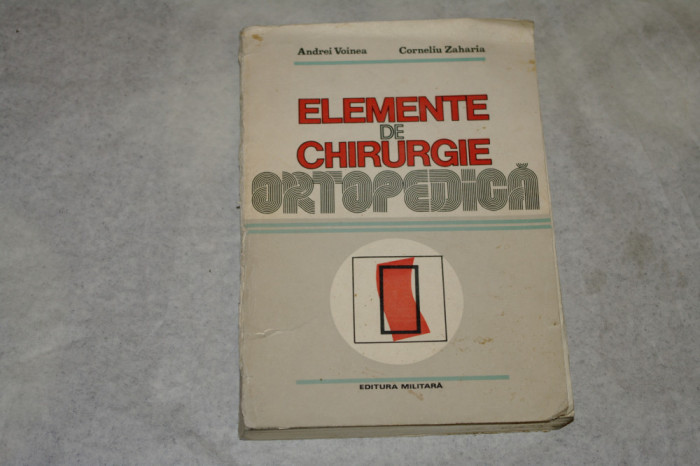 Andrei Voinea Corneliu Zaharia
ELEMENTE
DE
CHIRURGIE
ORTOPEDICĂ
EDITURA MILITARĂ